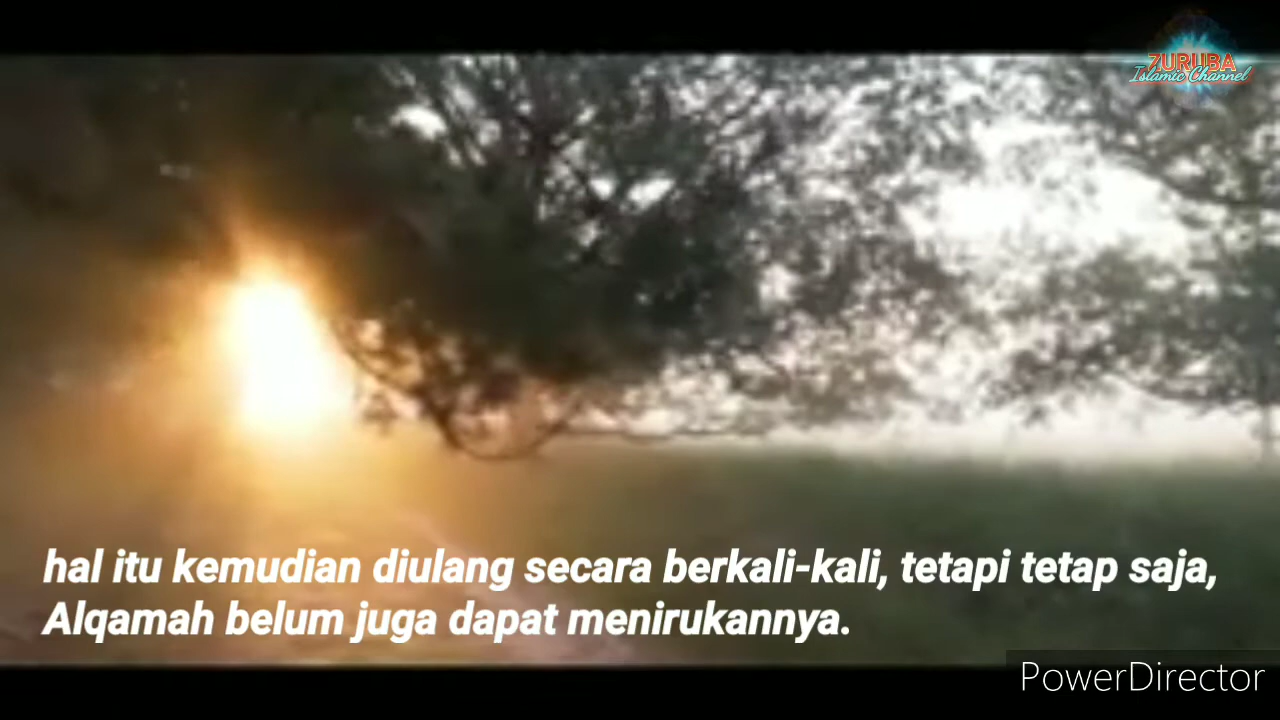 ZURUBA
Islamic Channel
hal itu kemudian diulang secara berkali-kali, tetapi tetap saja,
Alqamah belum juga dapat menirukannya.
PowerDirector